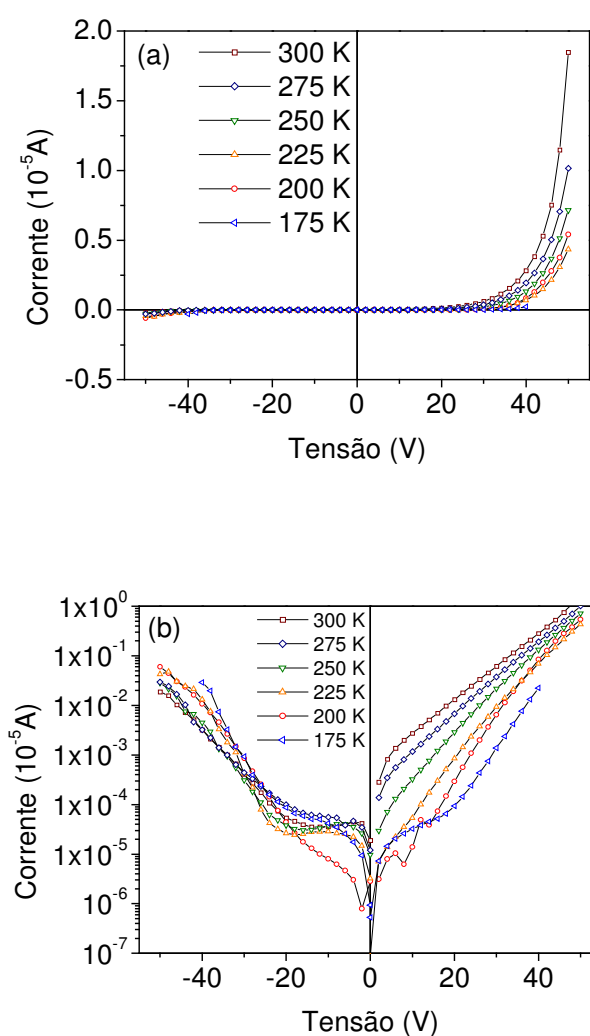 (a)
300 K
275 K
250 K
225 K
200 K
175 K
2.0
1.5
1.0
0.5
0.0
-0.5
Corrente (10⁻⁵A)
-40 -20 0 20 40
Tensão (V)
(b)
300 K
275 K
250 K
225 K
200 K
175 K
1x10⁰
1x10⁻¹
1x10⁻²
1x10⁻³
1x10⁻⁴
1x10⁻⁵
10⁻⁶
10⁻⁷
Corrente (10⁻⁵A)
-40 -20 0 20 40
Tensão (V)